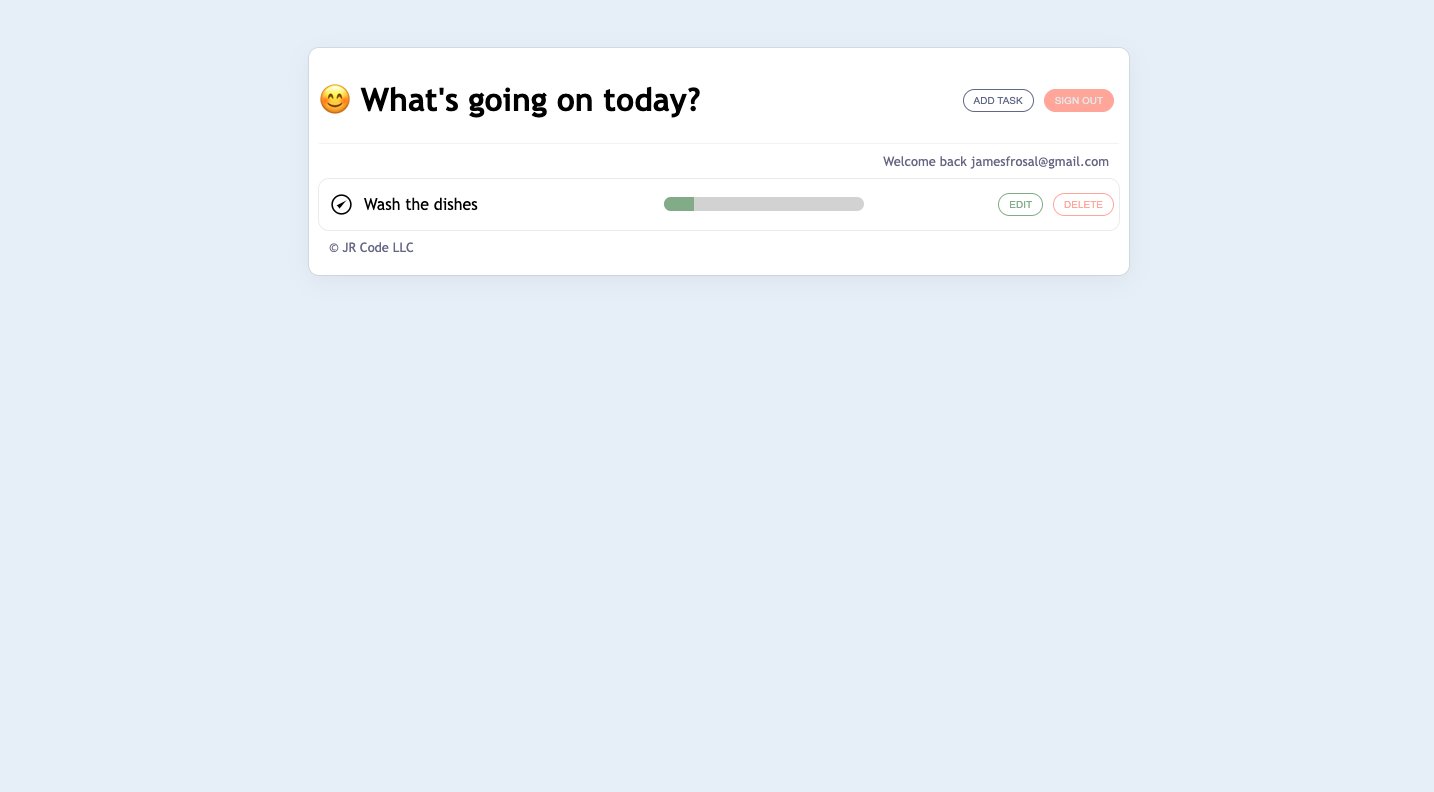 😊 What's going on today?
ADD TASK
SIGN OUT
Welcome back jamesfrosal@gmail.com
Wash the dishes
EDIT
DELETE
© JR Code LLC